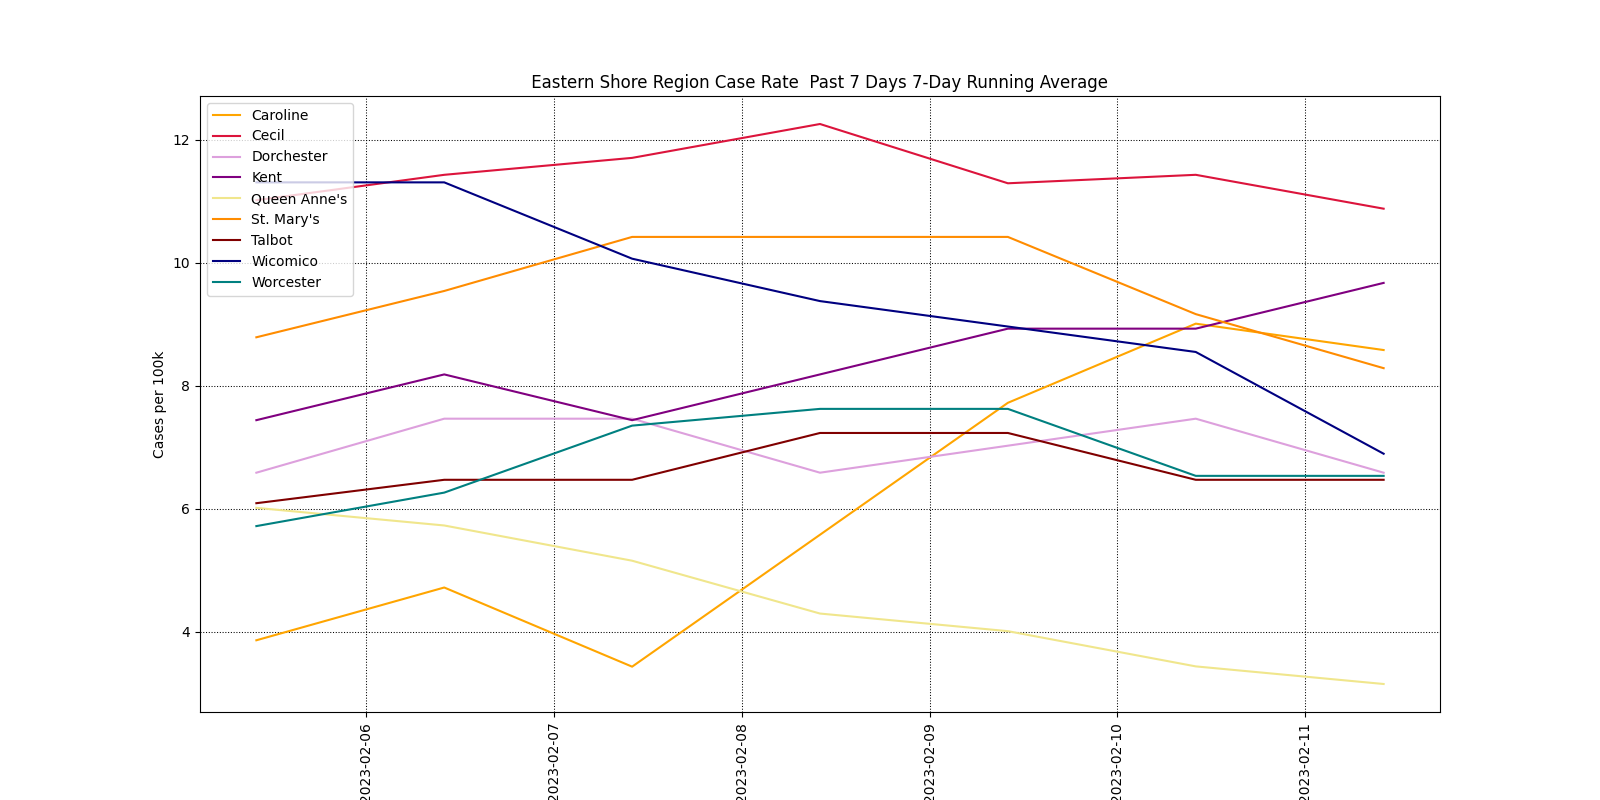 Eastern Shore Region Case Rate  Past 7 Days 7-Day Running Average
Caroline
Cecil
Dorchester
Kent
Queen Anne's
St. Mary's
Talbot
Wicomico
Worcester
Cases per 100k
12
10
8
6
4
2023-02-06
2023-02-07
2023-02-08
2023-02-09
2023-02-10
2023-02-11